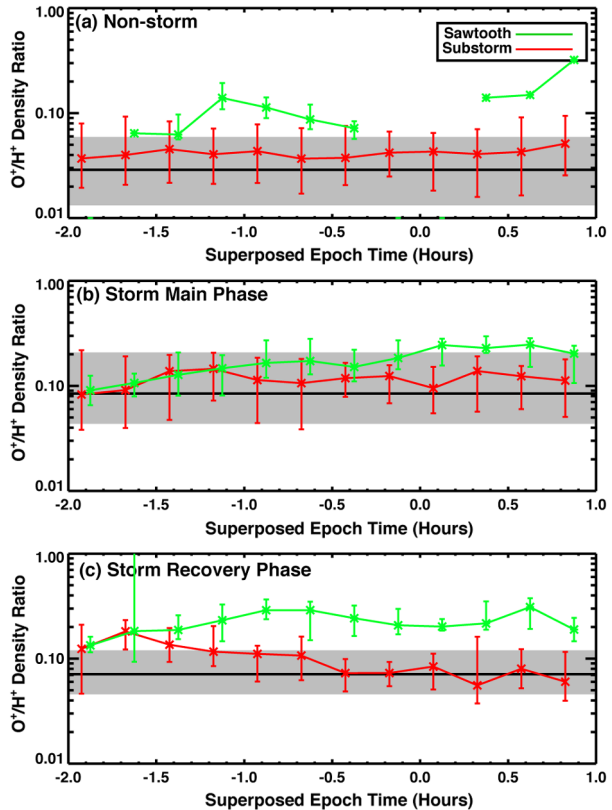 (a) Non-storm
Sawtooth
Substorm
O⁺/H⁺ Density Ratio
1.00
0.10
0.01
-2.0 -1.5 -1.0 -0.5 0.0 0.5 1.0
Superposed Epoch Time (Hours)
(b) Storm Main Phase
O⁺/H⁺ Density Ratio
1.00
0.10
0.01
-2.0 -1.5 -1.0 -0.5 0.0 0.5 1.0
Superposed Epoch Time (Hours)
(c) Storm Recovery Phase
O⁺/H⁺ Density Ratio
1.00
0.10
0.01
-2.0 -1.5 -1.0 -0.5 0.0 0.5 1.0
Superposed Epoch Time (Hours)